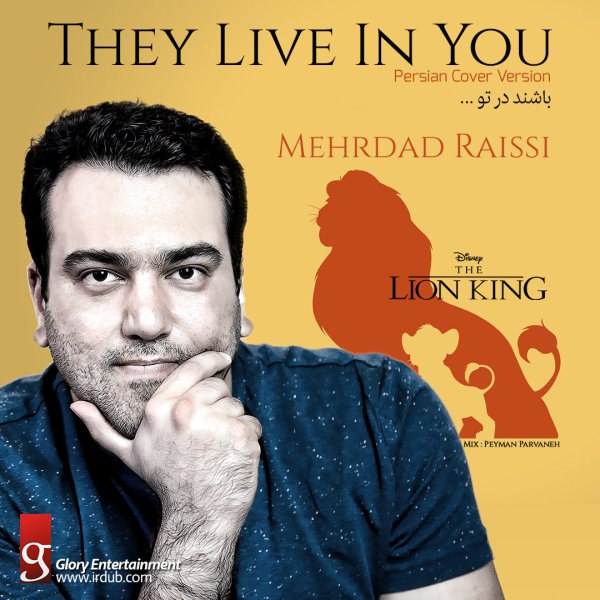 They Live In You
Persian Cover Version
باشند در تو ...
Mehrdad Raissi
Disney
THE
LION KING
Mix : Peyman Parvaneh
g
Glory Entertainment
www.irdub.com